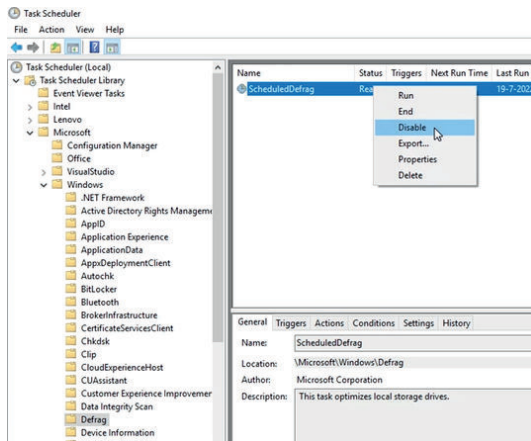 Task Scheduler
File Action View Help
Task Scheduler (Local)
Task Scheduler Library
Event Viewer Tasks
Intel
Lenovo
Microsoft
Configuration Manager
Office
VisualStudio
Windows
.NET Framework
Active Directory Rights Manageme
AppID
Application Experience
ApplicationData
AppxDeploymentClient
Autochk
BitLocker
Bluetooth
BrokerInfrastructure
CertificateServicesClient
Chkdsk
Clip
CloudExperienceHost
CUAssistant
Customer Experience Improvemer
Data Integrity Scan
Defrag
Device Information
Name Status Triggers Next Run Time Last Run
ScheduledDefrag Rea 19-7-202
Run
End
Disable
Export...
Properties
Delete
General Triggers Actions Conditions Settings History
Name: ScheduledDefrag
Location: \Microsoft\Windows\Defrag
Author: Microsoft Corporation
Description: This task optimizes local storage drives.